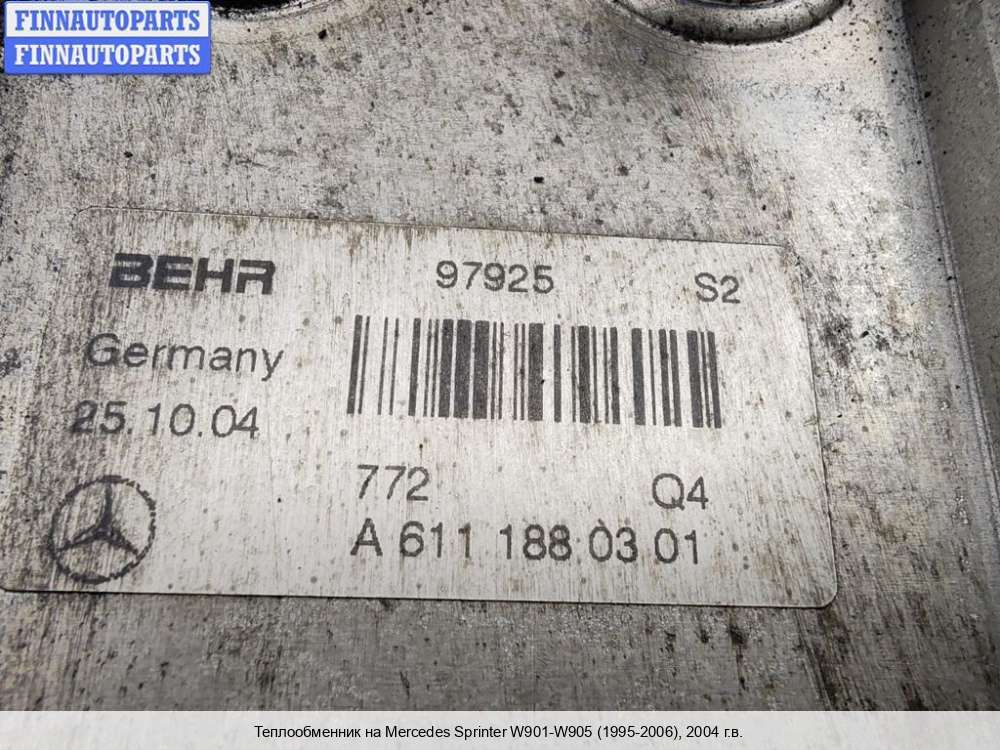 FINNAUTOPARTS
FINNAUTOPARTS
BEHR 97925 S2
Germany
25.10.04
772 Q4
A 611 188 03 01
Теплообменник на Mercedes Sprinter W901-W905 (1995-2006), 2004 г.в.